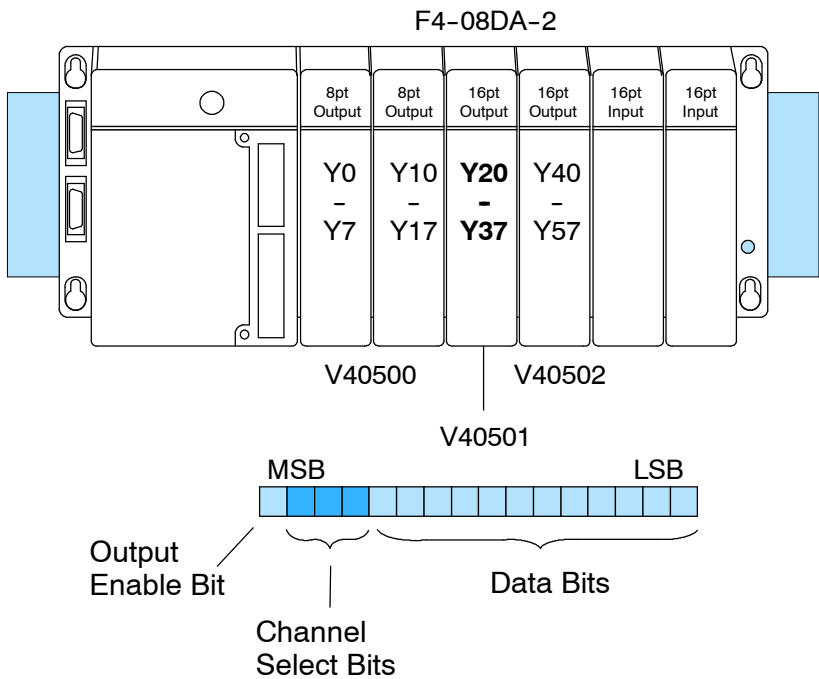 F4-08DA-2
8pt Output
8pt Output
16pt Output
16pt Output
16pt Input
16pt Input
Y0 - Y7
Y10 - Y17
Y20 - Y37
Y40 - Y57
V40500
V40502
V40501
MSB
LSB
Output
Enable Bit
Data Bits
Channel
Select Bits